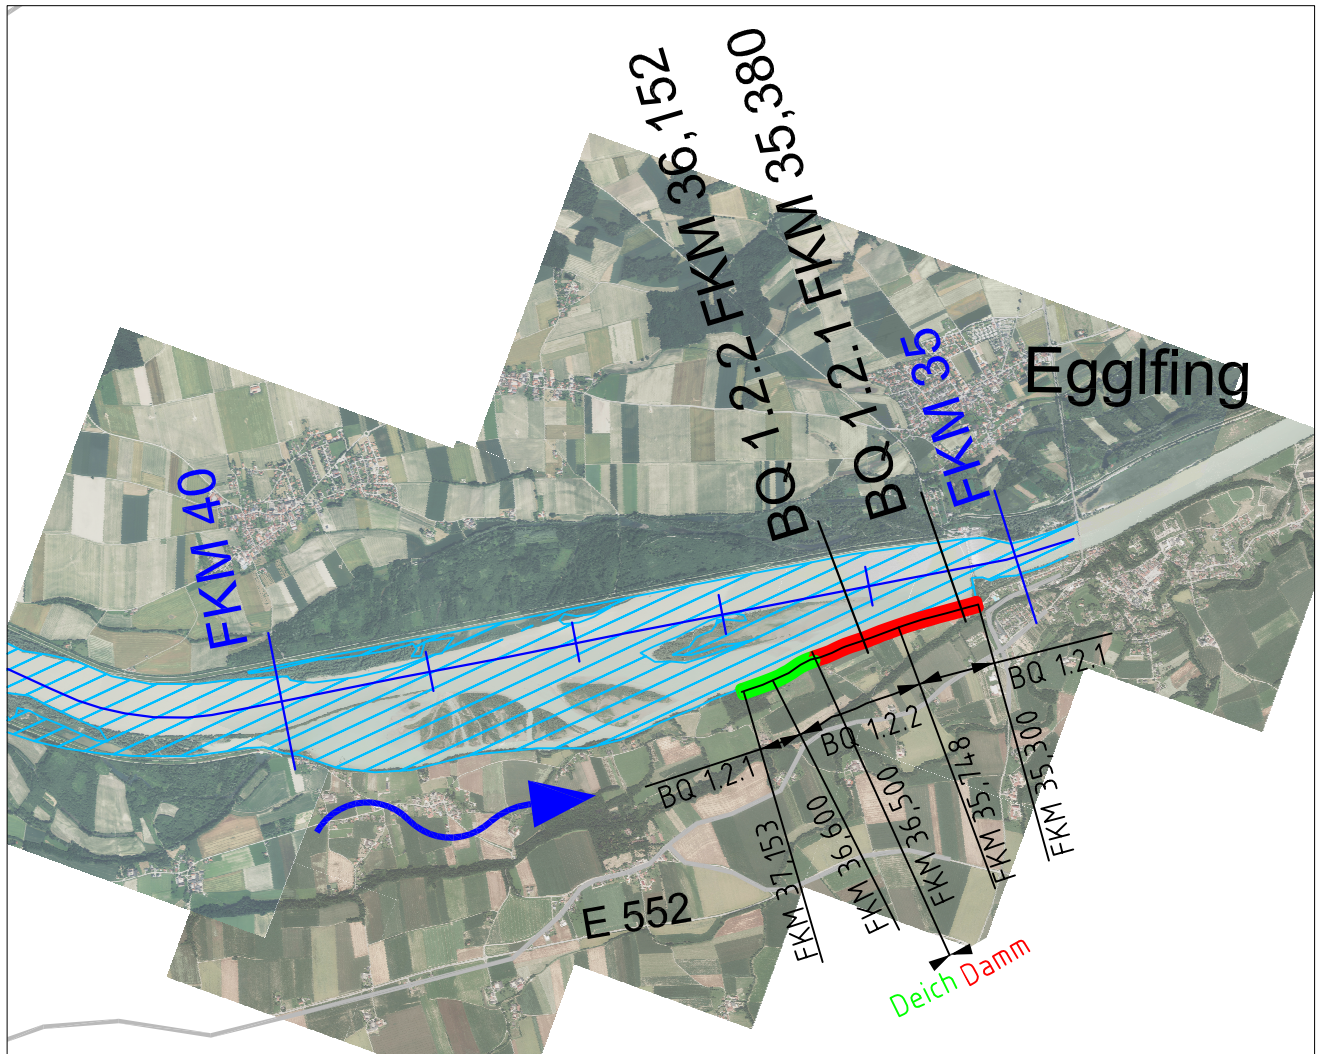 BQ 1.2.2 FKM 36,152
BQ 1.2.1 FKM 35,380
FKM 35
Egglfing
FKM 40
BQ 1.2.1
BQ 1.2.2
BQ 1.2.1
FKM 37,153
FKM 36,600
FKM 36,500
FKM 35,748
FKM 35,300
E 552
Deich Damm